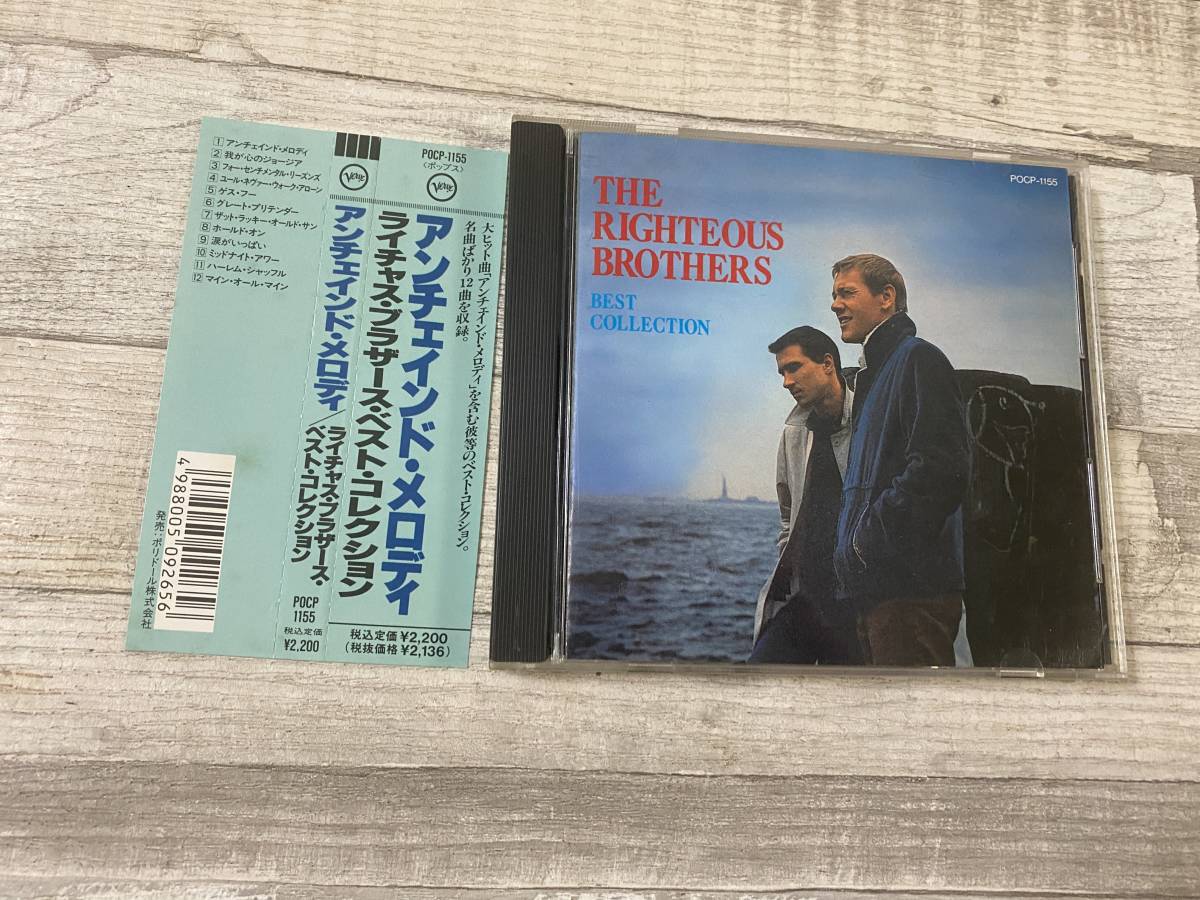 1 アンチェインド・メロディ
2 我が心のジョージア
3 フォー・センチメンタル・リーズンズ
4 ユール・ネヴァー・ウォーク・アローン
5 ゲス・フー
6 グレート・プリテンダー
7 ザット・ラッキー・オールド・サン
8 ホールド・オン
9 涙がいっぱい
10 ミッドナイト・アワー
11 ハーレム・シャッフル
12 マイン・オール・マイン
4988005092656
発売:ポリドール株式会社
Verve
アンチェインド・メロディ/
ライチャス・ブラザース・
ベスト・コレクション
POCP
1155
税込定価
¥2,200
POCP-1155
〈ポップス〉
Verve
大ヒット曲「アンチェインド・メロディ」を含む彼等のベスト・コレクション。
名曲ばかり12曲を収録。
アンチェインド・メロディ
ライチャス・ブラザース・ベスト・コレクション
税込定価¥2,200
(税抜価格¥2,136)
POCP-1155
THE
RIGHTEOUS
BROTHERS
BEST
COLLECTION